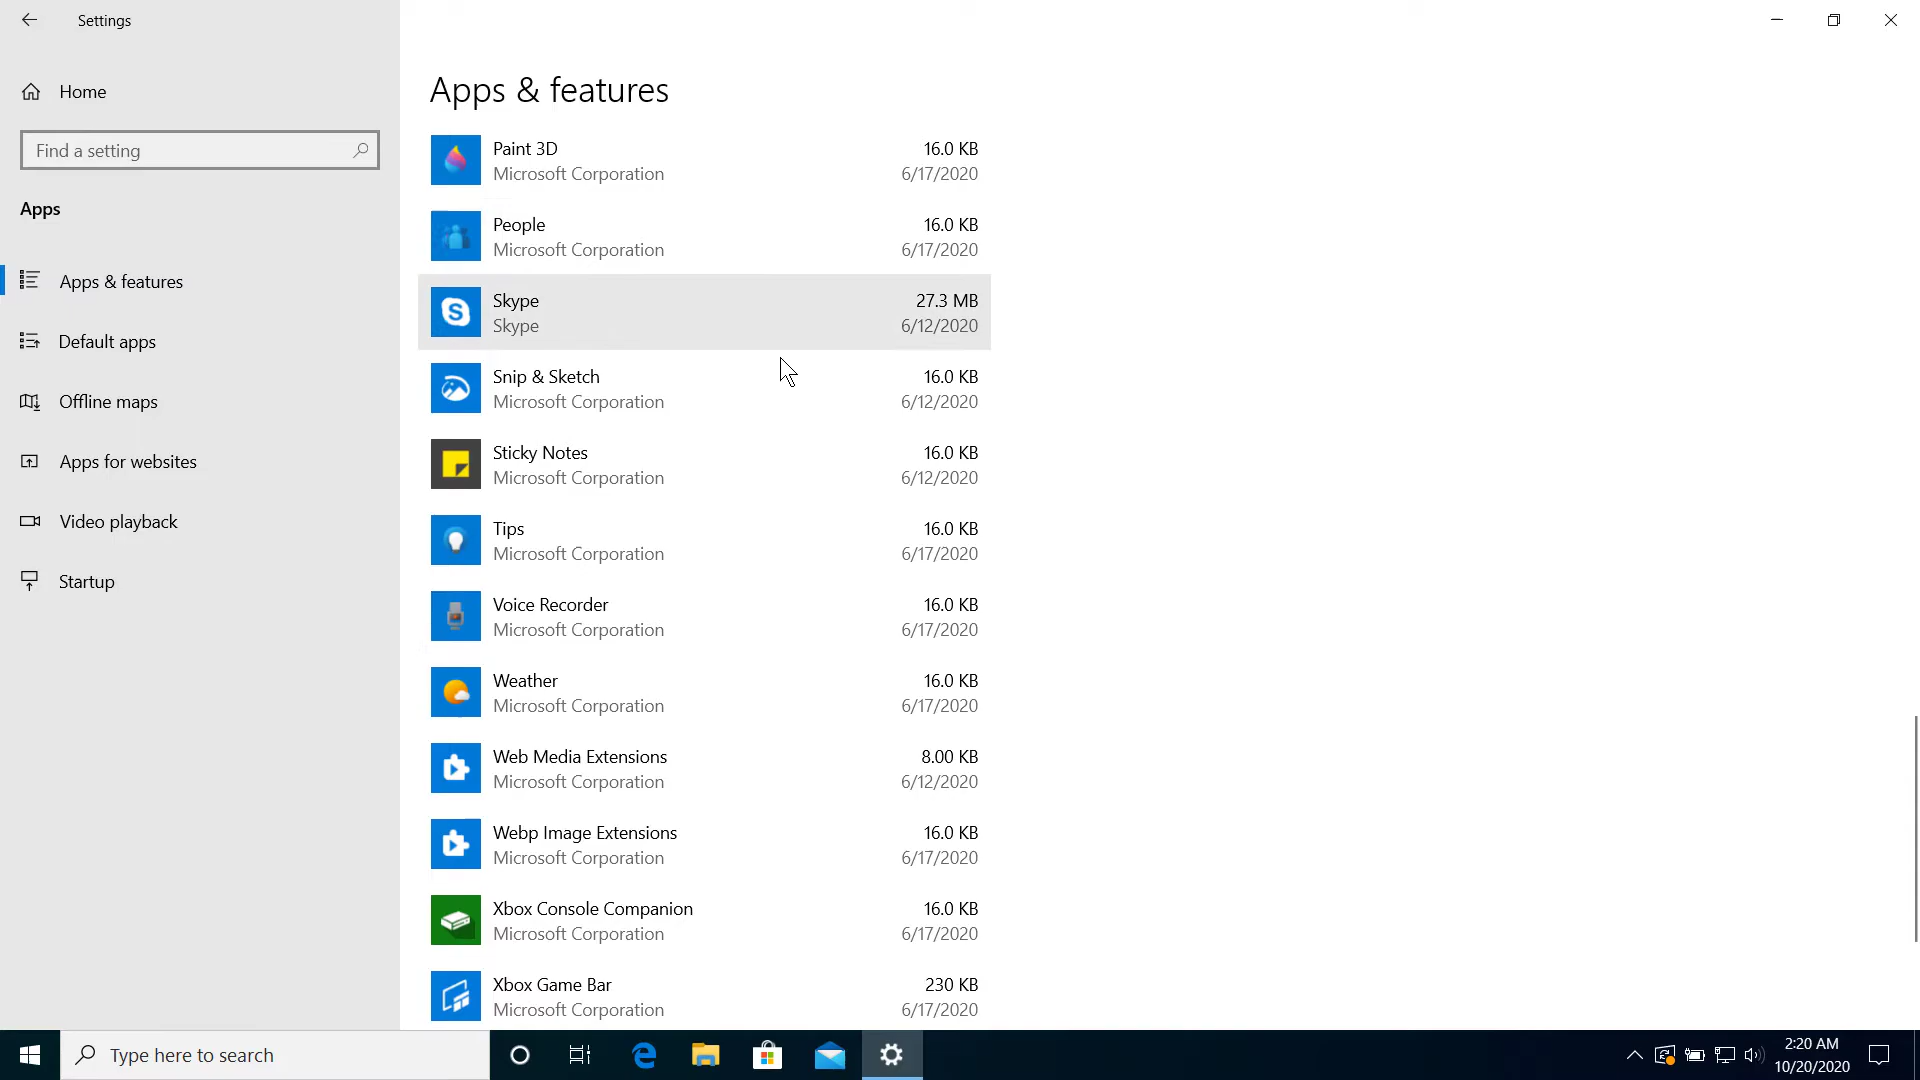 Settings
Home
Find a setting
Apps
Apps & features
Default apps
Offline maps
Apps for websites
Video playback
Startup
Apps & features
Paint 3D 16.0 KB
Microsoft Corporation 6/17/2020
People 16.0 KB
Microsoft Corporation 6/17/2020
Skype 27.3 MB
Skype 6/12/2020
Snip & Sketch 16.0 KB
Microsoft Corporation 6/12/2020
Sticky Notes 16.0 KB
Microsoft Corporation 6/12/2020
Tips 16.0 KB
Microsoft Corporation 6/17/2020
Voice Recorder 16.0 KB
Microsoft Corporation 6/17/2020
Weather 16.0 KB
Microsoft Corporation 6/17/2020
Web Media Extensions 8.00 KB
Microsoft Corporation 6/12/2020
Webp Image Extensions 16.0 KB
Microsoft Corporation 6/17/2020
Xbox Console Companion 16.0 KB
Microsoft Corporation 6/17/2020
Xbox Game Bar 230 KB
Microsoft Corporation 6/17/2020
Type here to search
2:20 AM
10/20/2020